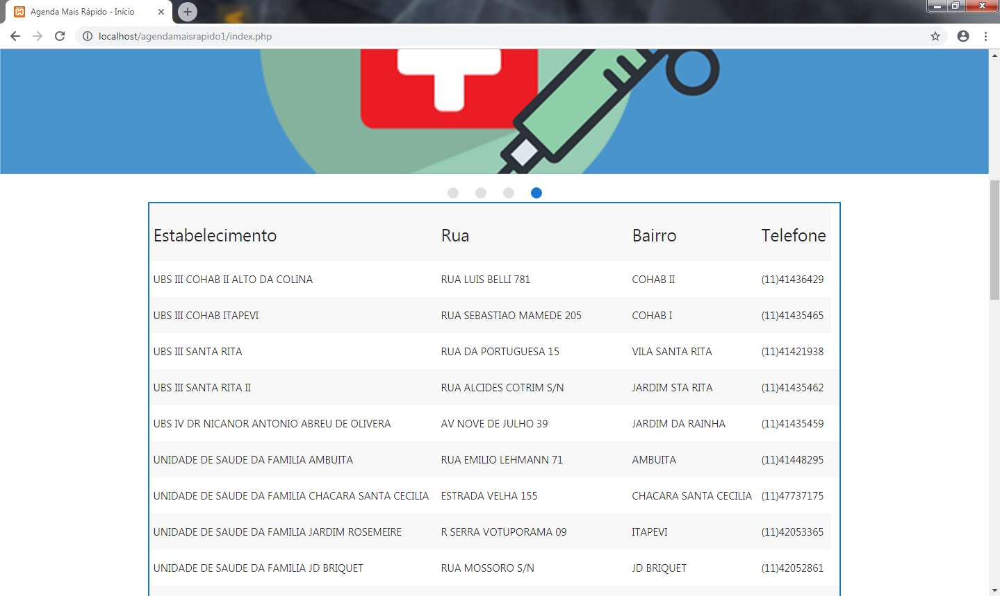 Agenda Mais Rápido - Início
localhost/agendamaisrapido1/index.php
Estabelecimento Rua Bairro Telefone
UBS III COHAB II ALTO DA COLINA RUA LUIS BELLI 781 COHAB II (11)41436429
UBS III COHAB ITAPEVI RUA SEBASTIAO MAMEDE 205 COHAB I (11)41435465
UBS III SANTA RITA RUA DA PORTUGUESA 15 VILA SANTA RITA (11)41421938
UBS III SANTA RITA II RUA ALCIDES COTRIM S/N JARDIM STA RITA (11)41435462
UBS IV DR NICANOR ANTONIO ABREU DE OLIVERA AV NOVE DE JULHO 39 JARDIM DA RAINHA (11)41435459
UNIDADE DE SAUDE DA FAMILIA AMBUITA RUA EMILIO LEHMANN 71 AMBUITA (11)41448295
UNIDADE DE SAUDE DA FAMILIA CHACARA SANTA CECILIA ESTRADA VELHA 155 CHACARA SANTA CECILIA (11)47737175
UNIDADE DE SAUDE DA FAMILIA JARDIM ROSEMEIRE R SERRA VOTUPORAMA 09 ITAPEVI (11)42053365
UNIDADE DE SAUDE DA FAMILIA JD BRIQUET RUA MOSSORO S/N JD BRIQUET (11)42052861